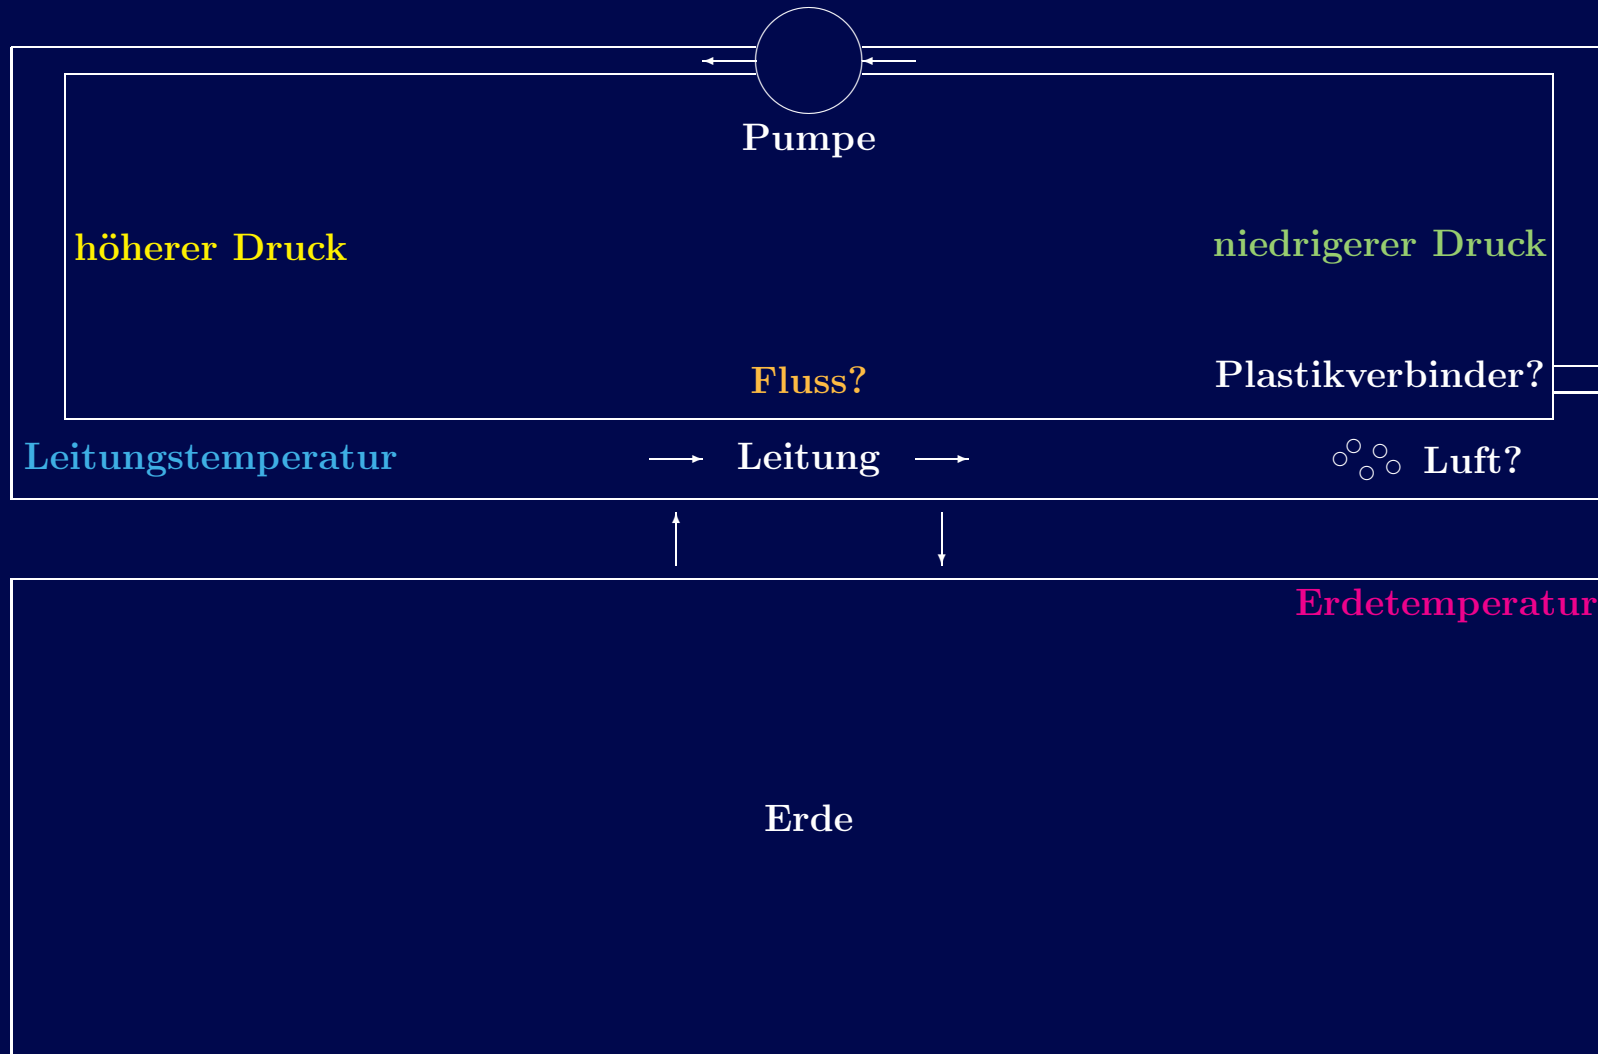 Pumpe
höherer Druck
niedrigerer Druck
Fluss?
Plastikverbinder?
Leitungstemperatur
Leitung
Luft?
Erdetemperatur
Erde